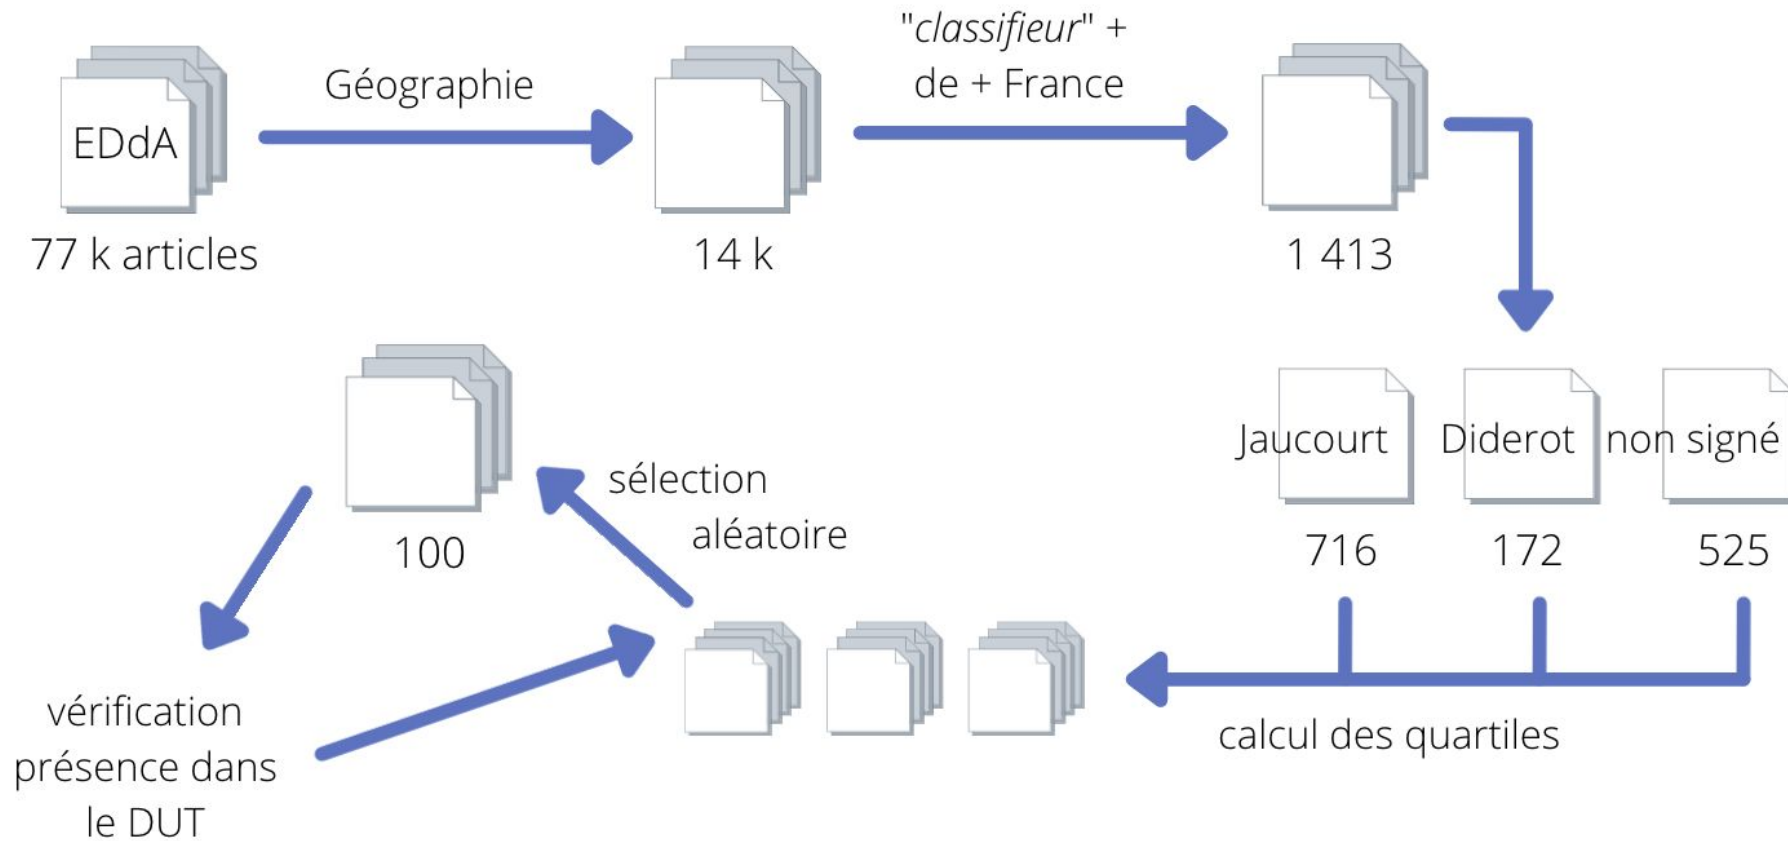 EDdA
77 k articles
Géographie
14 k
"classifieur" +
de + France
1 413
Jaucourt
716
Diderot
172
non signé
525
calcul des quartiles
sélection
aléatoire
100
vérification
présence dans
le DUT